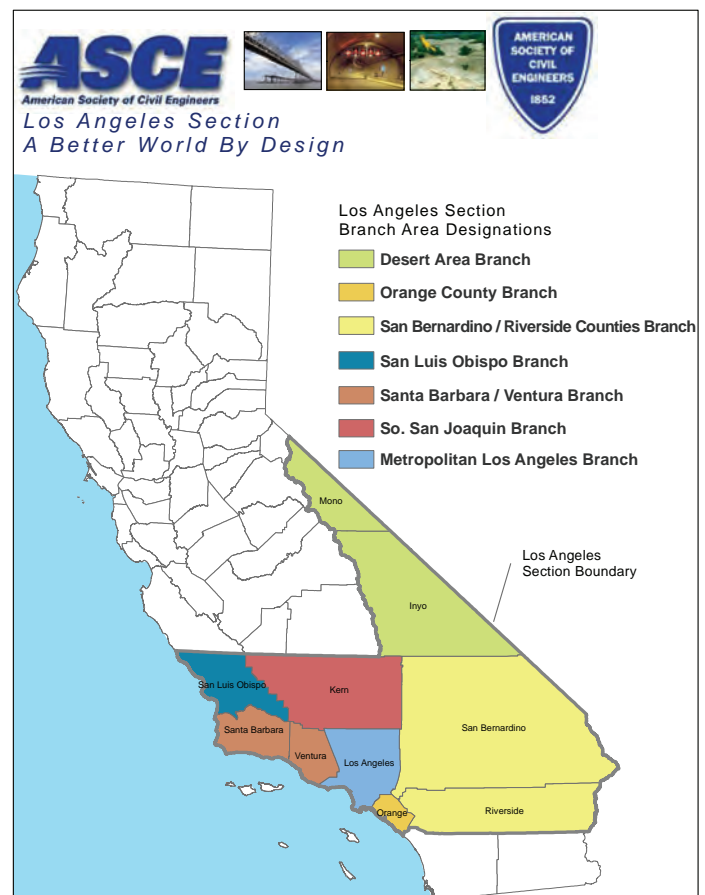 ASCE
American Society of Civil Engineers
AMERICAN
SOCIETY OF
CIVIL
ENGINEERS
1852
Los Angeles Section
A Better World By Design
Los Angeles Section
Branch Area Designations
Desert Area Branch
Orange County Branch
San Bernardino / Riverside Counties Branch
San Luis Obispo Branch
Santa Barbara / Ventura Branch
So. San Joaquin Branch
Metropolitan Los Angeles Branch
Mono
Los Angeles
Section Boundary
Inyo
San Luis Obispo
Kern
Santa Barbara
San Bernardino
Ventura
Los Angeles
Orange
Riverside